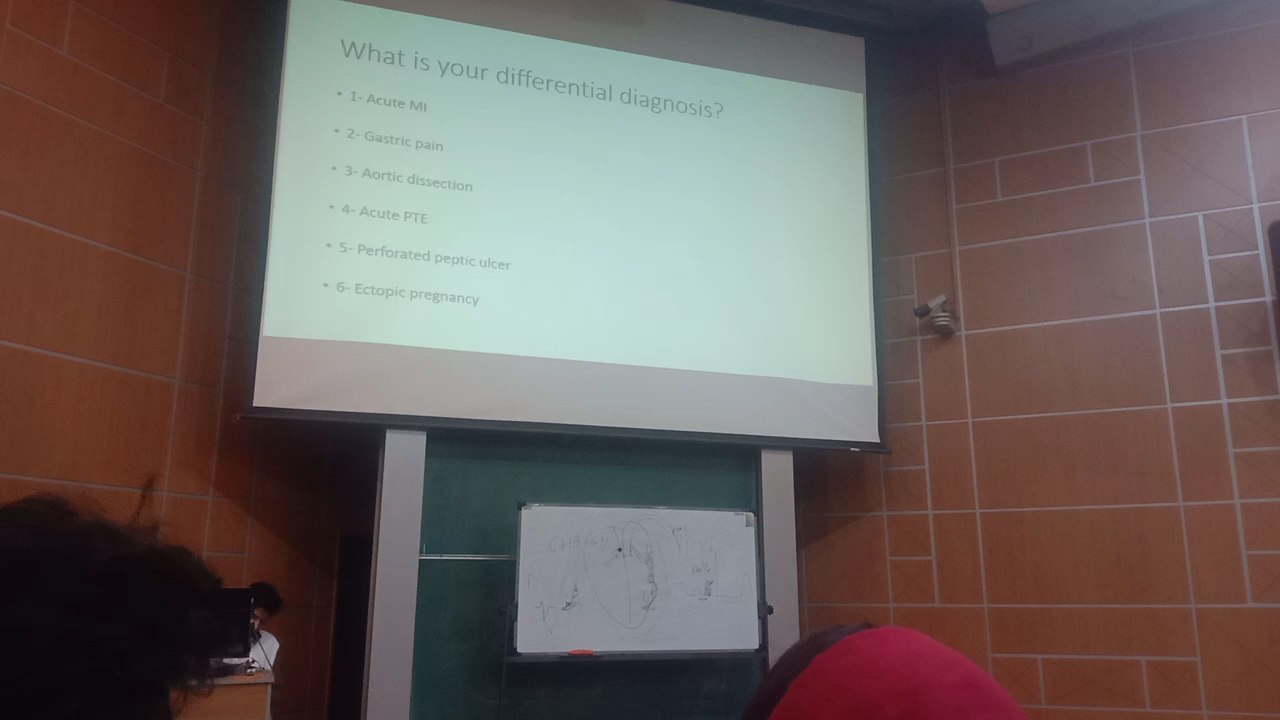 What is your differential diagnosis?
• 1- Acute MI
• 2- Gastric pain
• 3- Aortic dissection
• 4- Acute PTE
• 5- Perforated peptic ulcer
• 6- Ectopic pregnancy